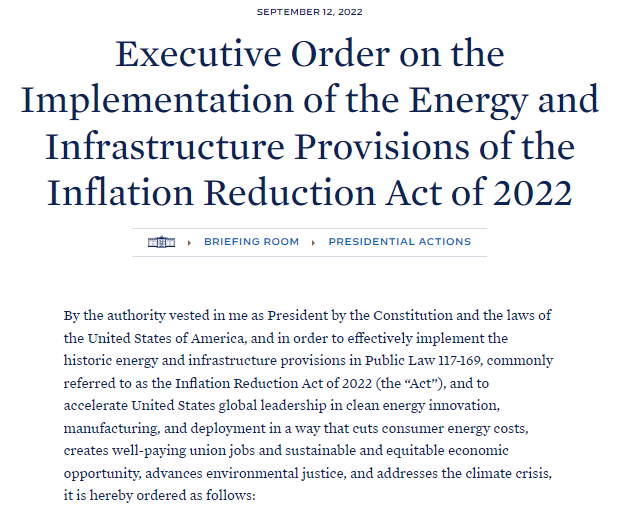 SEPTEMBER 12, 2022
Executive Order on the
Implementation of the Energy and
Infrastructure Provisions of the
Inflation Reduction Act of 2022
BRIEFING ROOM PRESIDENTIAL ACTIONS
By the authority vested in me as President by the Constitution and the laws of
the United States of America, and in order to effectively implement the
historic energy and infrastructure provisions in Public Law 117-169, commonly
referred to as the Inflation Reduction Act of 2022 (the “Act”), and to
accelerate United States global leadership in clean energy innovation,
manufacturing, and deployment in a way that cuts consumer energy costs,
creates well-paying union jobs and sustainable and equitable economic
opportunity, advances environmental justice, and addresses the climate crisis,
it is hereby ordered as follows: